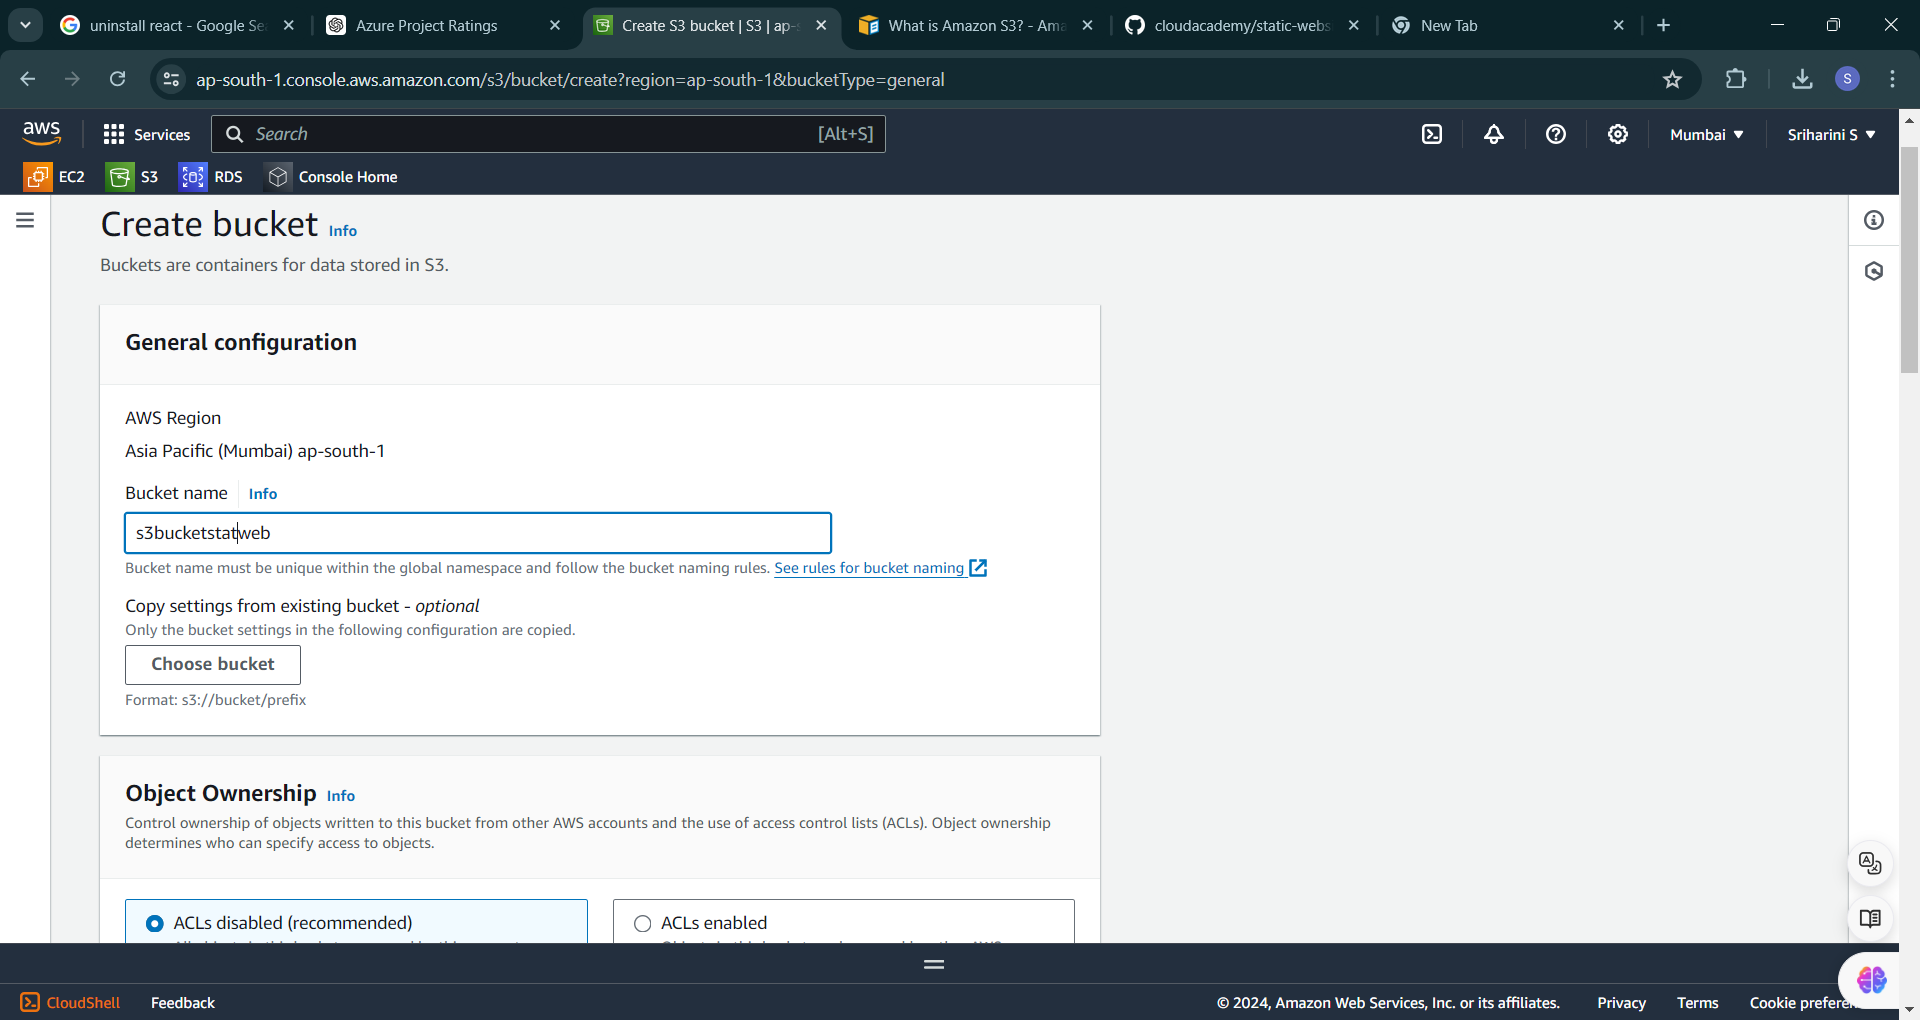 uninstall react - Google Se
Azure Project Ratings
Create S3 bucket | S3 | ap-
What is Amazon S3? - Ama
cloudacademy/static-webs
New Tab
ap-south-1.console.aws.amazon.com/s3/bucket/create?region=ap-south-1&bucketType=general
S
aws
Services
Search
[Alt+S]
Mumbai
Sriharini S
EC2
S3
RDS
Console Home
Create bucket Info
Buckets are containers for data stored in S3.
General configuration
AWS Region
Asia Pacific (Mumbai) ap-south-1
Bucket name Info
s3bucketstatweb
Bucket name must be unique within the global namespace and follow the bucket naming rules. See rules for bucket naming
Copy settings from existing bucket - optional
Only the bucket settings in the following configuration are copied.
Choose bucket
Format: s3://bucket/prefix
Object Ownership Info
Control ownership of objects written to this bucket from other AWS accounts and the use of access control lists (ACLs). Object ownership
determines who can specify access to objects.
ACLs disabled (recommended)
ACLs enabled
CloudShell
Feedback
© 2024, Amazon Web Services, Inc. or its affiliates.
Privacy
Terms
Cookie prefere